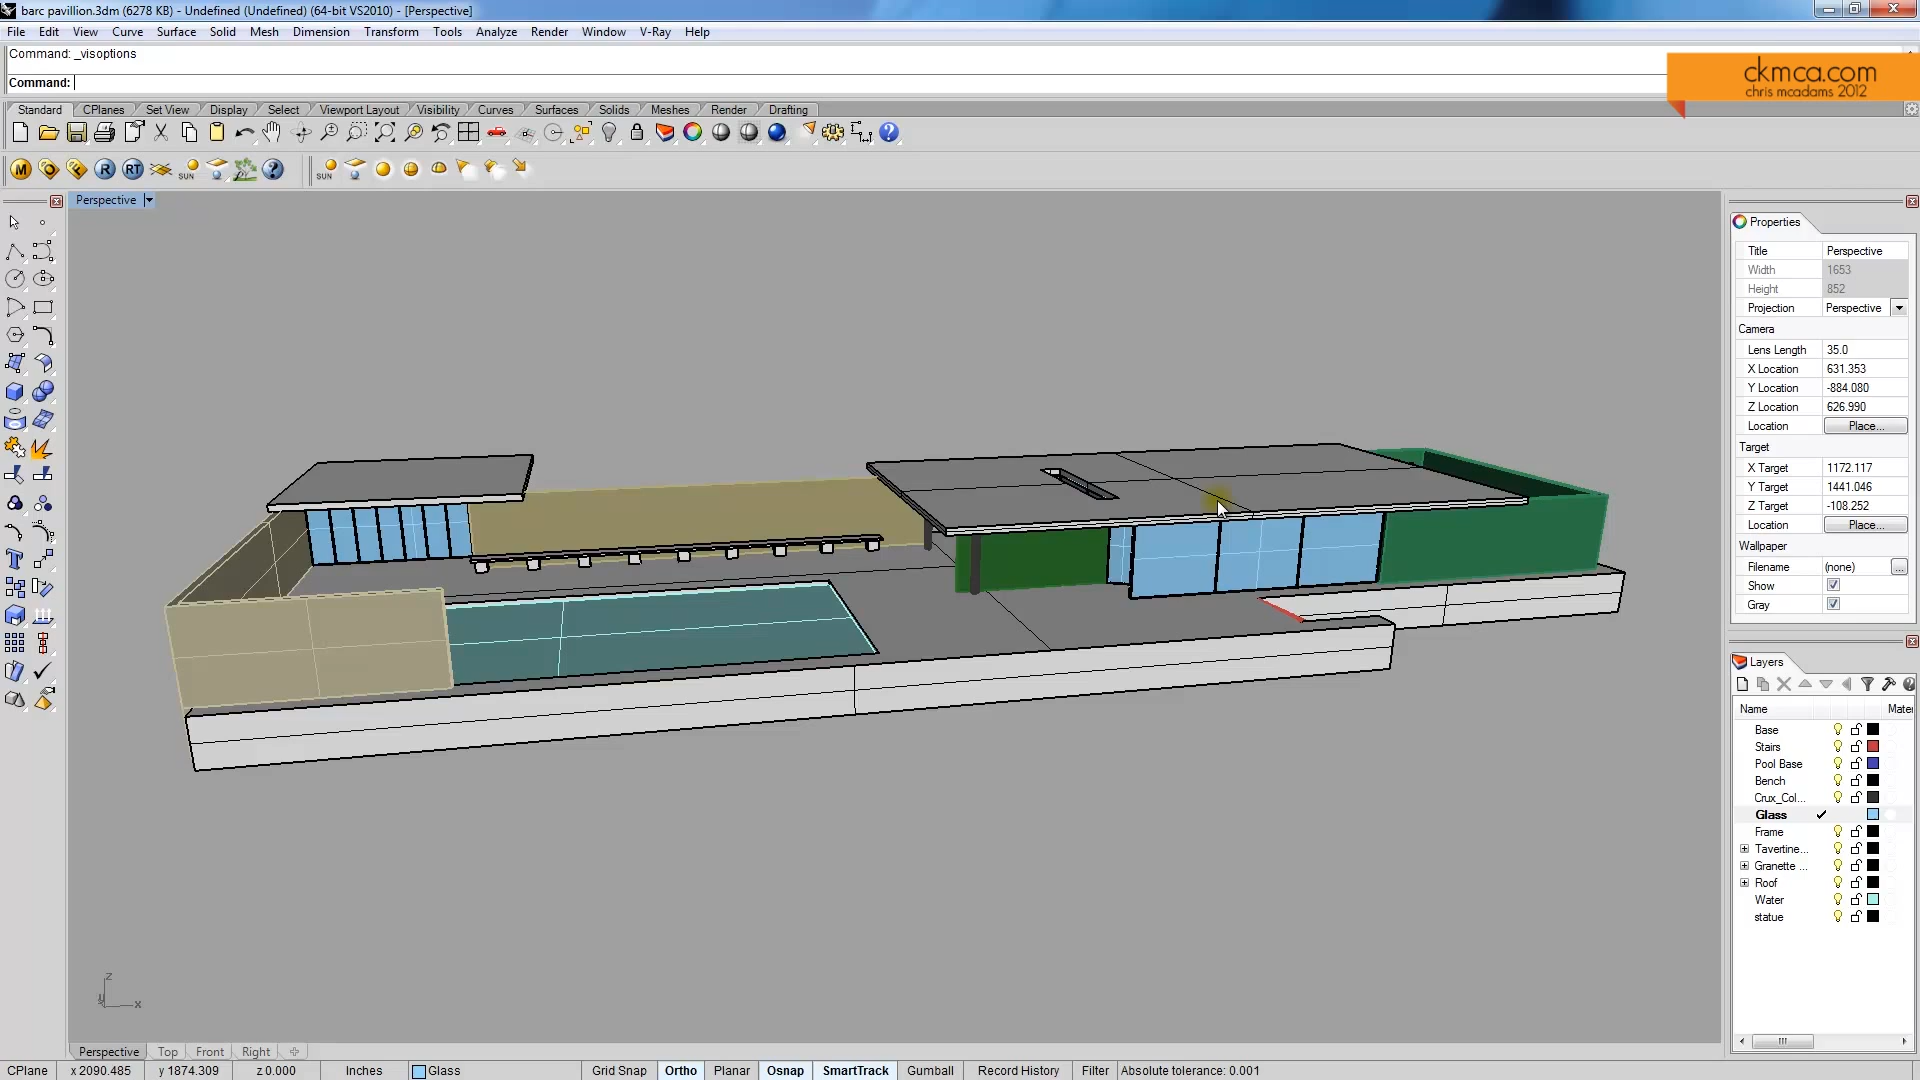 barc pavillion.3dm (6278 KB) - Undefined (Undefined) (64-bit VS2010) - [Perspective]
File Edit View Curve Surface Solid Mesh Dimension Transform Tools Analyze Render Window V-Ray Help
Command: _visoptions
Command:
ckmca.com
chris mcadams 2012
Standard CPlanes Set View Display Select Viewport Layout Visibility Curves Surfaces Solids Meshes Render Drafting
M O F R RT SUN SUN
Perspective
Properties
Title Perspective
Width 1653
Height 852
Projection Perspective
Camera
Lens Length 35.0
X Location 631.353
Y Location -884.080
Z Location 626.990
Location Place...
Target
X Target 1172.117
Y Target 1441.046
Z Target -108.252
Location Place...
Wallpaper
Filename (none) ...
Show
Gray
Layers
Name Mater
Base
Stairs
Pool Base
Bench
Crux_Col...
Glass
Frame
Tavertine...
Granette ...
Roof
Water
statue
z
y x
Perspective Top Front Right
CPlane x 2090.485 y 1874.309 z 0.000 Inches Glass Grid Snap Ortho Planar Osnap SmartTrack Gumball Record History Filter Absolute tolerance: 0.001